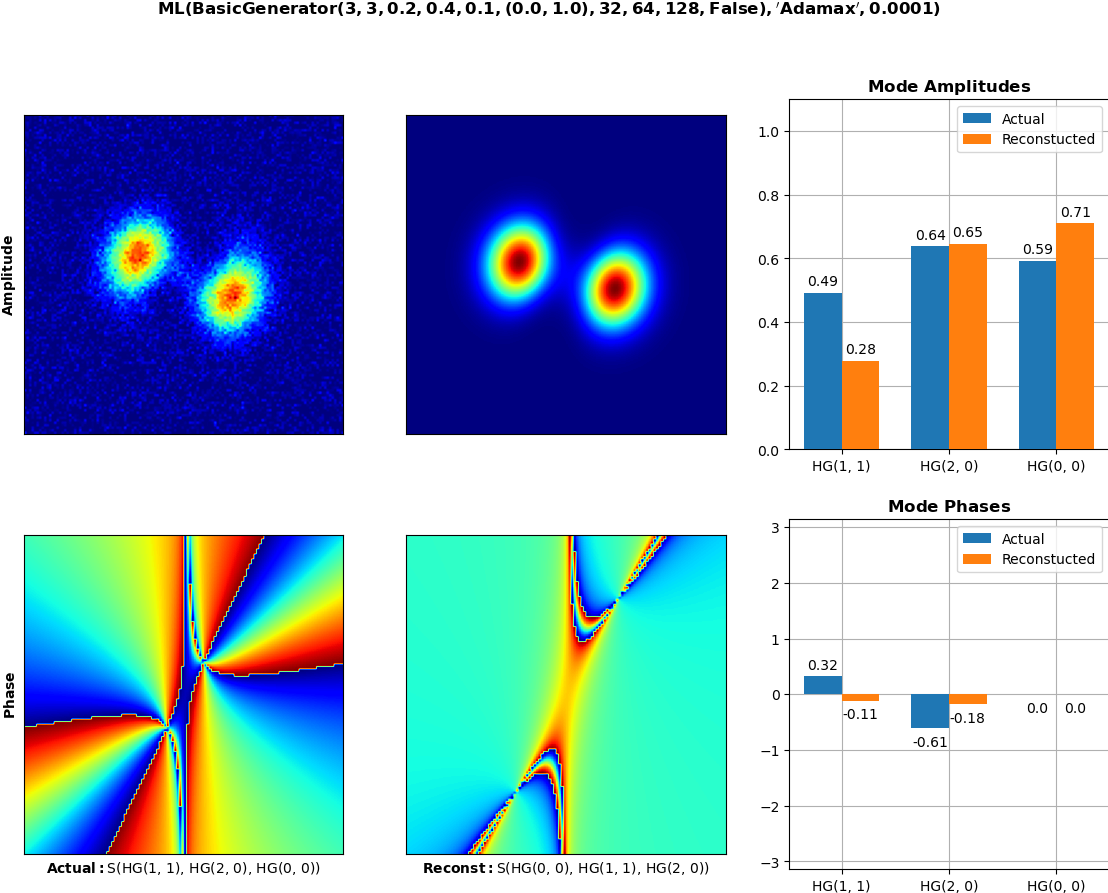 ML(BasicGenerator(3, 3, 0.2, 0.4, 0.1, (0.0, 1.0), 32, 64, 128, False), 'Adamax', 0.0001)
Amplitude
Mode Amplitudes
Actual
Reconstucted
1.0
0.8
0.6
0.4
0.2
0.0
0.49
0.28
0.64
0.65
0.59
0.71
HG(1, 1)
HG(2, 0)
HG(0, 0)
Phase
Actual: S(HG(1, 1), HG(2, 0), HG(0, 0))
Reconst: S(HG(0, 0), HG(1, 1), HG(2, 0))
Mode Phases
Actual
Reconstucted
3
2
1
0
−1
−2
−3
0.32
-0.11
-0.61
-0.18
0.0
0.0
HG(1, 1)
HG(2, 0)
HG(0, 0)